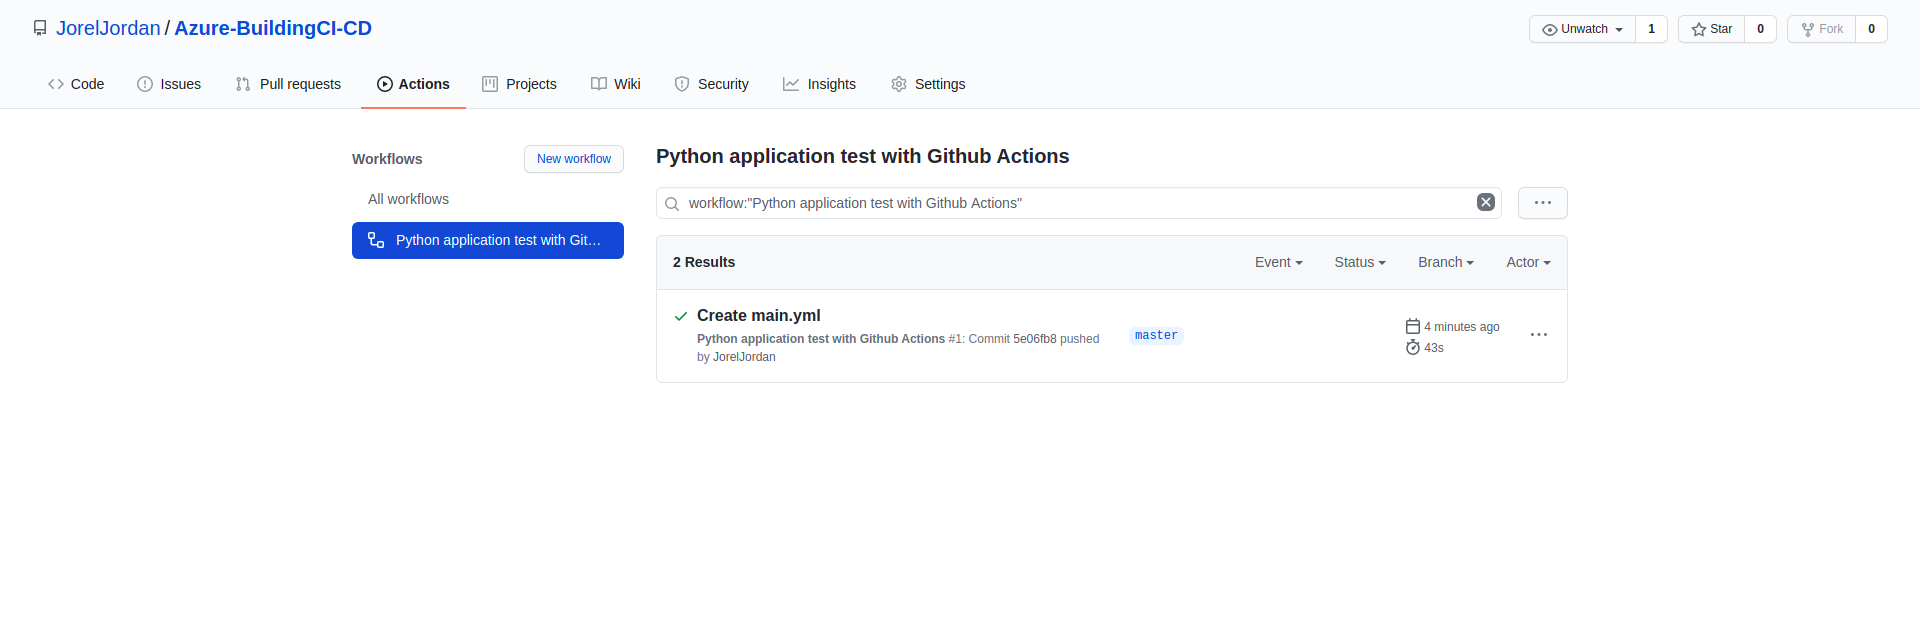 JorelJordan / Azure-BuildingCI-CD
Unwatch 1 Star 0 Fork 0
Code Issues Pull requests Actions Projects Wiki Security Insights Settings
Workflows
New workflow
All workflows
Python application test with Git…
Python application test with Github Actions
workflow:"Python application test with Github Actions"
2 Results Event Status Branch Actor
Create main.yml
Python application test with Github Actions #1: Commit 5e06fb8 pushed
by JorelJordan
master
4 minutes ago
43s